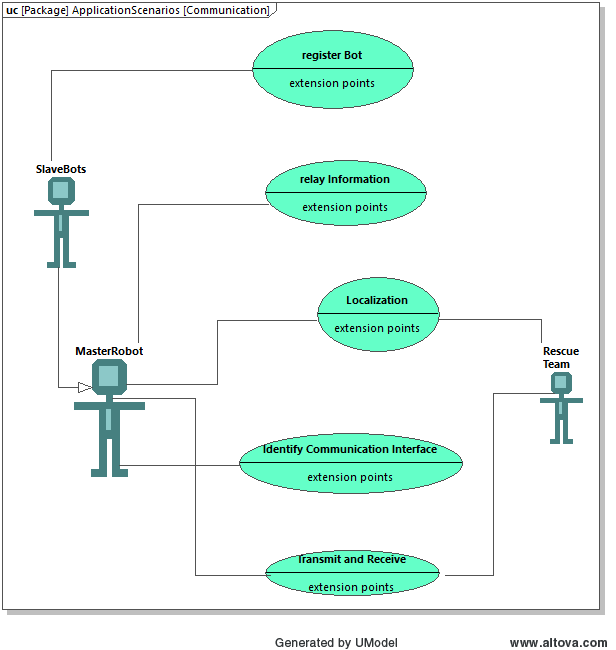 uc [Package] ApplicationScenarios [Communication]
register Bot
extension points
SlaveBots
relay Information
extension points
Localization
extension points
MasterRobot
Rescue
Team
Identify Communication Interface
extension points
Transmit and Receive
extension points
Generated by UModel
www.altova.com